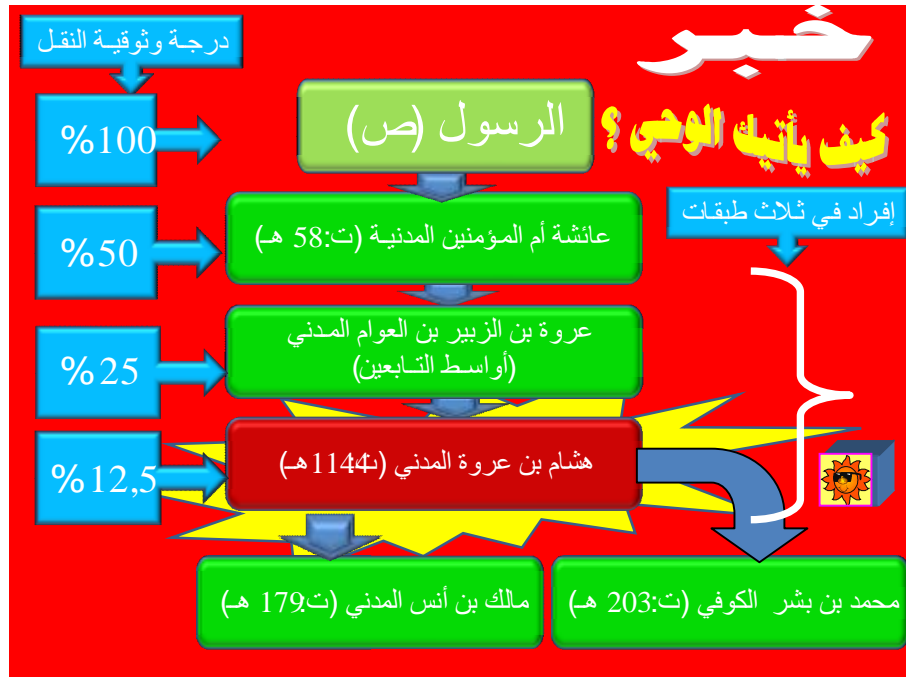 خبر
كيف يأتيك الوحي ؟
درجة وثوقية النقل
%100
الرسول (ص)
إفراد في ثلاث طبقات
%50
عائشة أم المؤمنين المدنية (ت:58 هـ)
%25
عروة بن الزبير بن العوام المدني
(أواسط التابعين)
%12,5
هشام بن عروة المدني
مالك بن أنس المدني (ت:179 هـ)
محمد بن بشر الكوفي (ت:203 هـ)